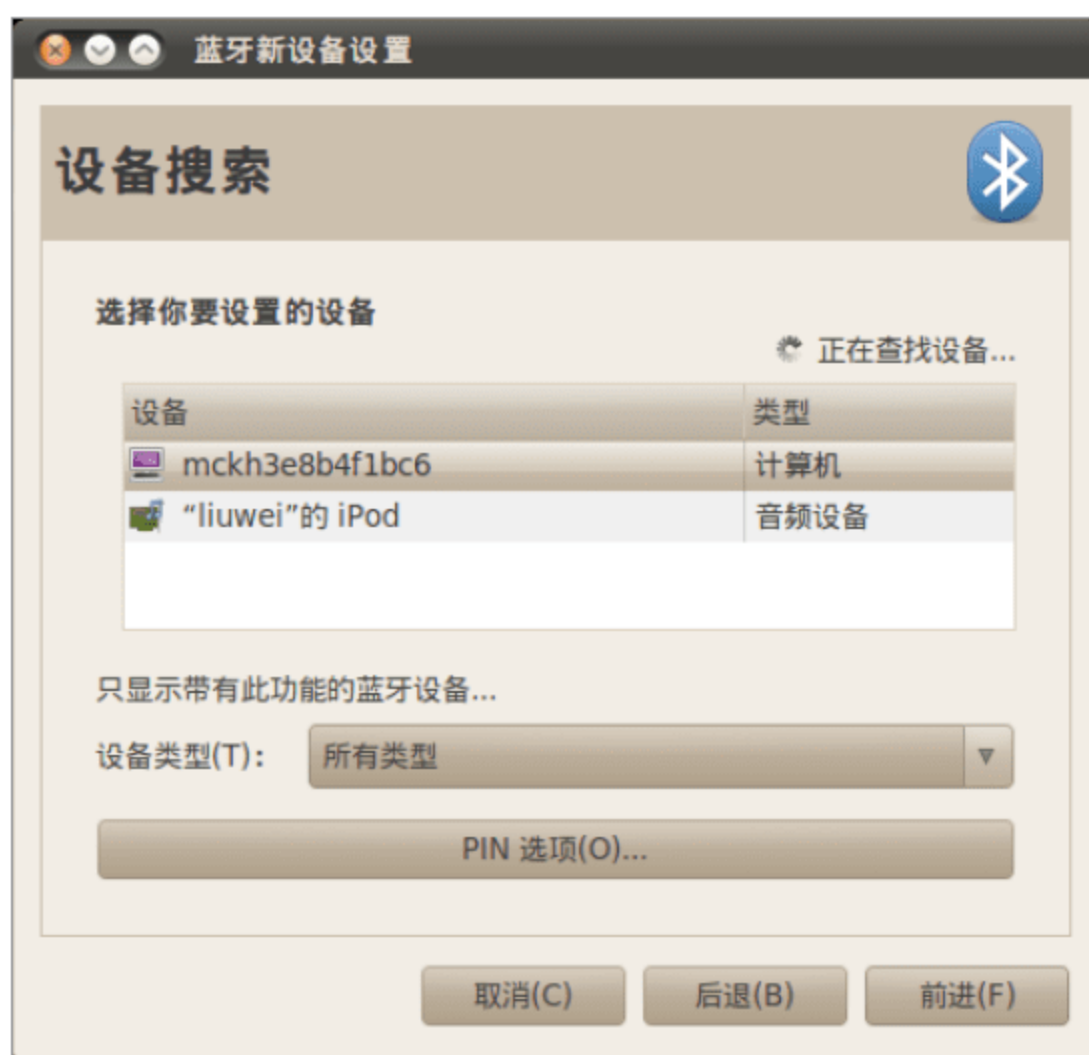 蓝牙新设备设置
设备搜索
选择你要设置的设备
正在查找设备...
设备 类型
mckh3e8b4f1bc6 计算机
“liuwei”的 iPod 音频设备
只显示带有此功能的蓝牙设备...
设备类型(T): 所有类型
PIN 选项(O)...
取消(C) 后退(B) 前进(F)